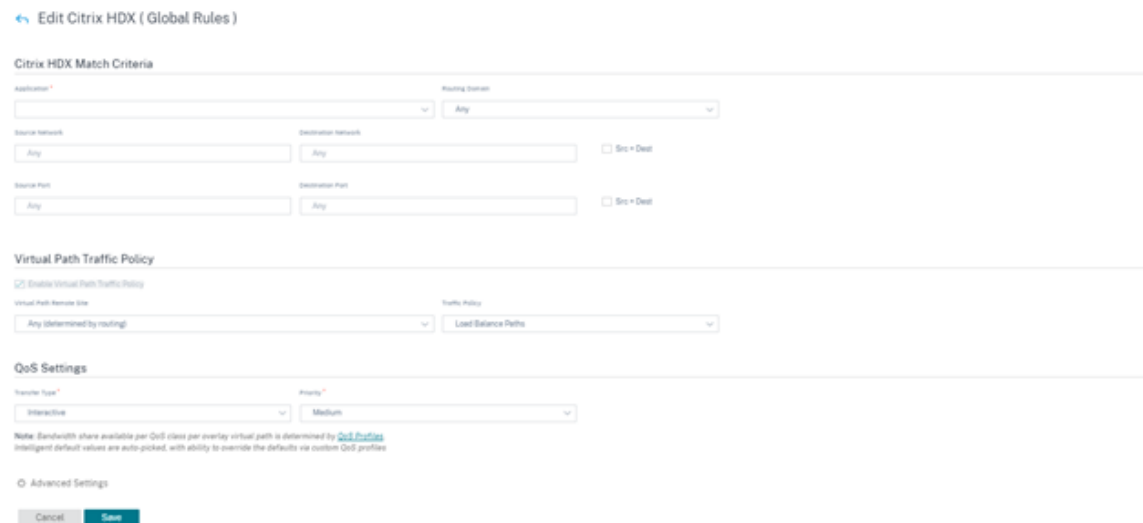 Edit Citrix HDX ( Global Rules )
Citrix HDX Match Criteria
Application *
Routing Domain
Any
Source Network
Destination Network
Any
Any
Src = Dest
Source Port
Destination Port
Any
Any
Src = Dest
Virtual Path Traffic Policy
Enable Virtual Path Traffic Policy
Virtual Path Remote Site
Traffic Policy
Any (determined by routing)
Load Balance Paths
QoS Settings
Transfer Type *
Priority *
Interactive
Medium
Note: Bandwidth share available per QoS class per overlay virtual path is determined by QoS Profiles.
Intelligent default values are auto-picked, with ability to override the defaults via custom QoS profiles
Advanced Settings
Cancel
Save